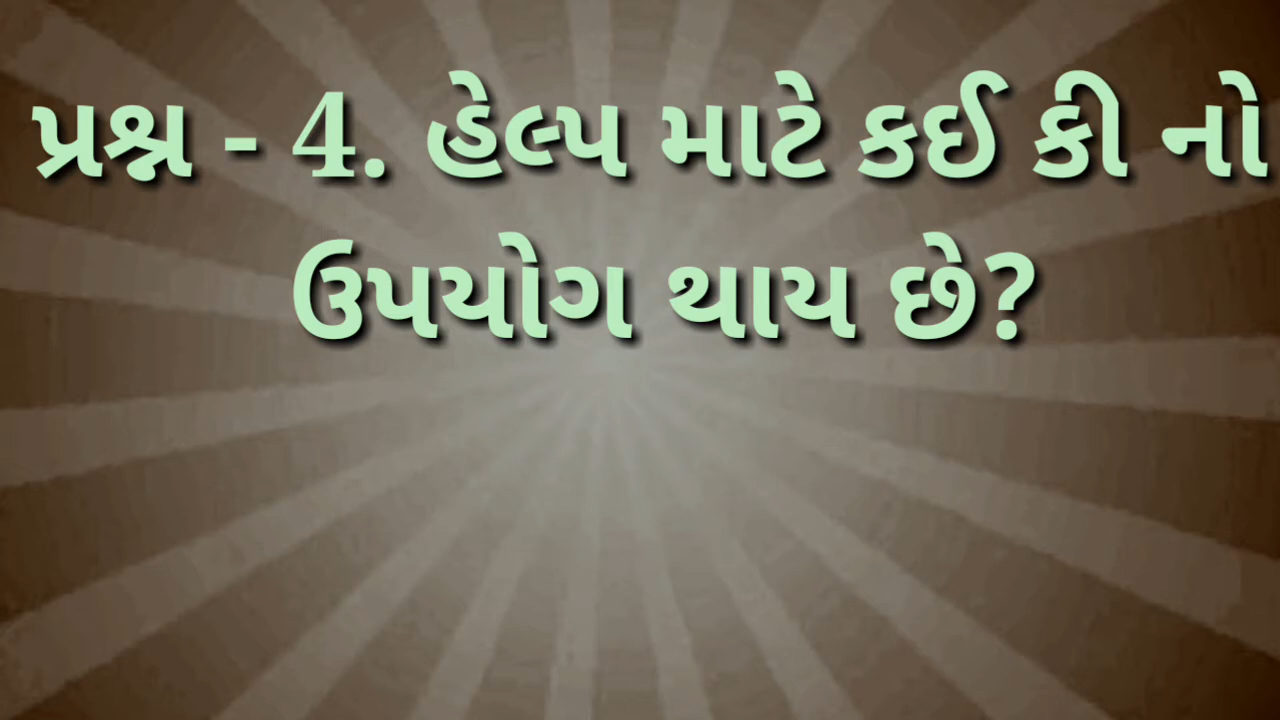 પ્રશ્ન - 4. હેલ્પ માટે કઈ કી નો
ઉપયોગ થાય છે?